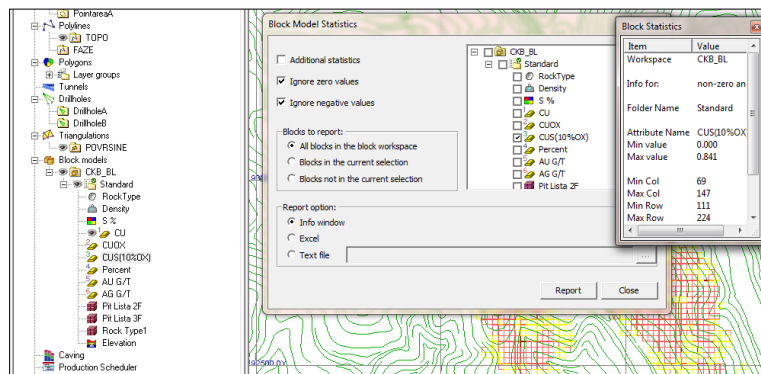 PointareaA
Polylines
TOPO
FAZE
Polygons
Layer groups
Tunnels
Drillholes
DrillholeA
DrillholeB
Triangulations
POVRSINE
Block models
CKB_BL
Standard
RockType
Density
S %
CU
CUOX
CUS(10%OX)
Percent
AU G/T
AG G/T
Pit Lista 2F
Pit Lista 3F
Rock Type1
Elevation
Caving
Production Scheduler
Block Model Statistics
Additional statistics
Ignore zero values
Ignore negative values
Blocks to report:
All blocks in the block workspace
Blocks in the current selection
Blocks not in the current selection
CKB_BL
Standard
RockType
Density
S %
CU
CUOX
CUS(10%OX)
Percent
AU G/T
AG G/T
Pit Lista 2F
Report option:
Info window
Excel
Text file
...
Report Close
Block Statistics
Item Value
Workspace CKB_BL
Info for: non-zero an
Folder Name Standard
Attribute Name CUS(10%OX
Min value 0.000
Max value 0.841
Min Col 69
Max Col 147
Min Row 111
Max Row 224